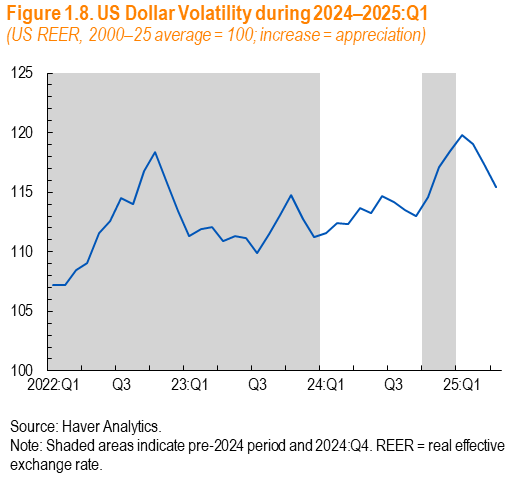 Figure 1.8. US Dollar Volatility during 2024–2025:Q1
(US REER, 2000–25 average = 100; increase = appreciation)
125
120
115
110
105
100
2022:Q1 Q3 23:Q1 Q3 24:Q1 Q3 25:Q1
Source: Haver Analytics.
Note: Shaded areas indicate pre-2024 period and 2024:Q4. REER = real effective
exchange rate.